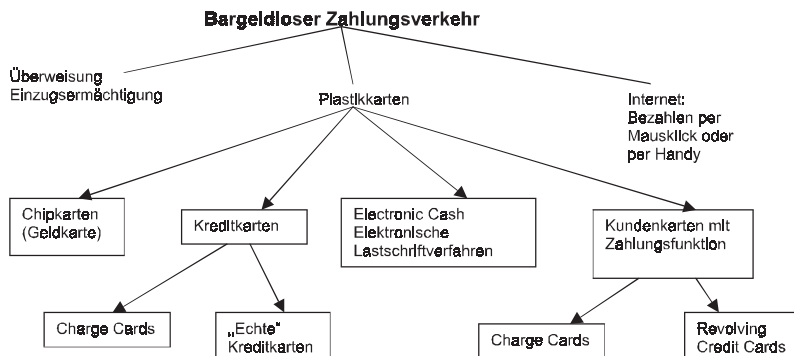 Bargeldloser Zahlungsverkehr
Überweisung
Einzugsermächtigung
Plastikkarten
Internet:
Bezahlen per
Mausklick oder
per Handy
Chipkarten
(Geldkarte)
Kreditkarten
Electronic Cash
Elektronische
Lastschriftverfahren
Kundenkarten mit
Zahlungsfunktion
Charge Cards
„Echte“
Kreditkarten
Charge Cards
Revolving
Credit Cards